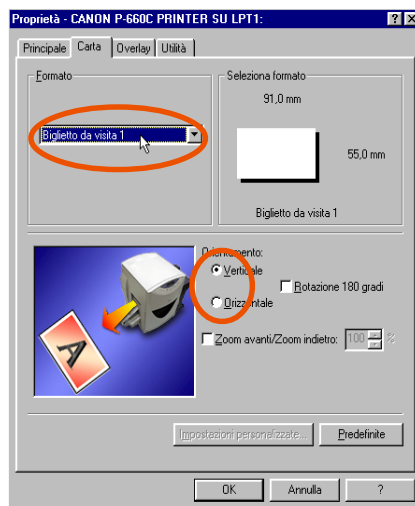 Proprietà - CANON P-660C PRINTER SU LPT1:
Principale Carta Overlay Utilità
Formato
Biglietto da visita 1
Seleziona formato
91,0 mm
55,0 mm
Biglietto da visita 1
A
Orientamento:
Verticale
Orizzontale
Rotazione 180 gradi
Zoom avanti/Zoom indietro: 100 %
Impostazioni personalizzate... Predefinite
OK Annulla ?